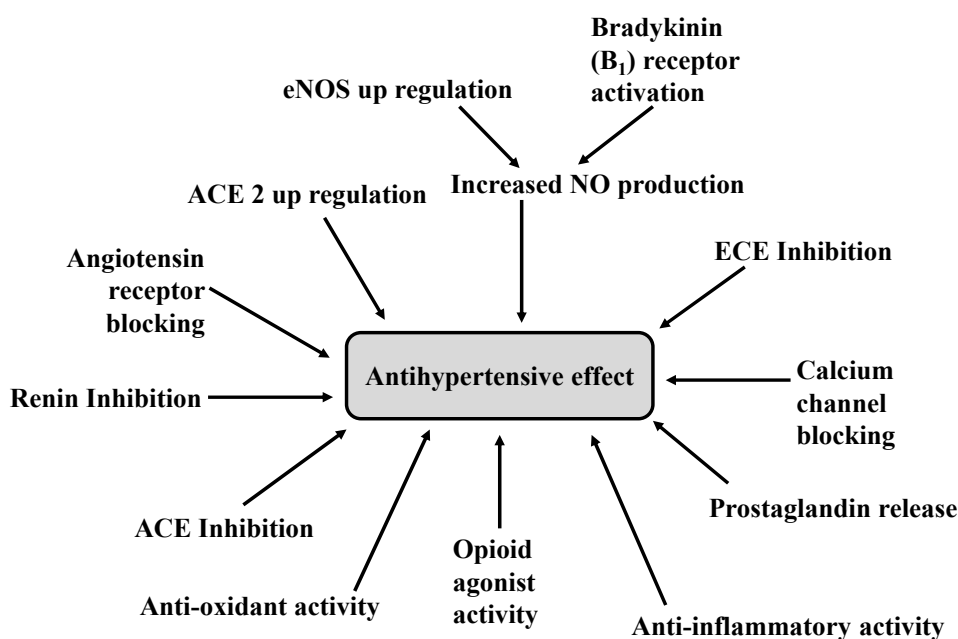 Bradykinin
(B₁) receptor
activation
eNOS up regulation
Increased NO production
ACE 2 up regulation
ECE Inhibition
Angiotensin
receptor
blocking
Antihypertensive effect
Calcium
channel
blocking
Renin Inhibition
Prostaglandin release
ACE Inhibition
Opioid
agonist
activity
Anti-oxidant activity
Anti-inflammatory activity